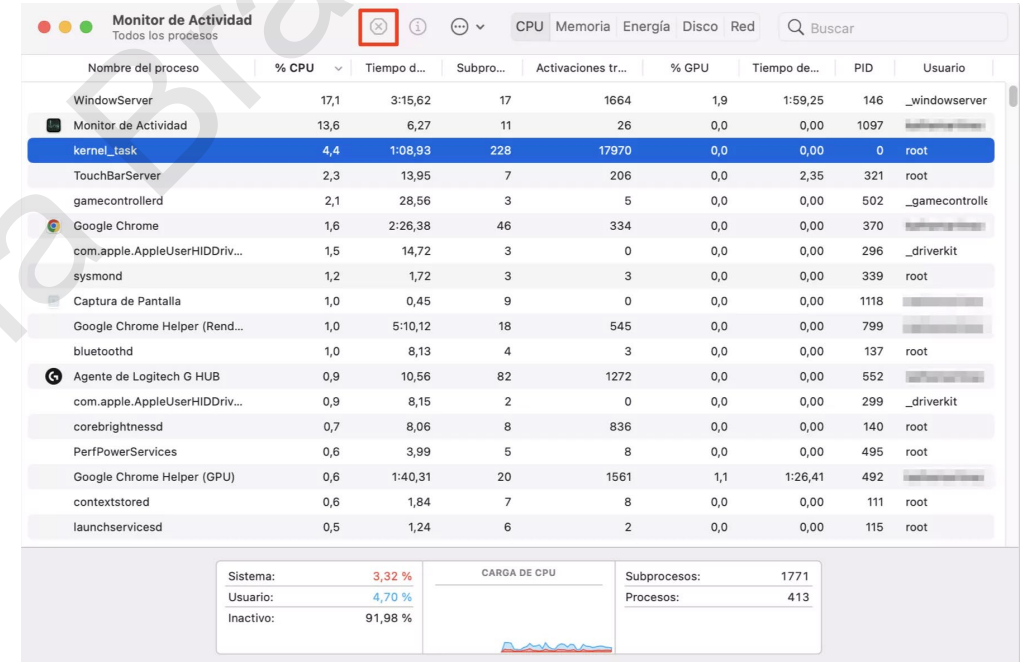 Monitor de Actividad
Todos los procesos
CPU Memoria Energía Disco Red Buscar
Nombre del proceso % CPU Tiempo d... Subpro... Activaciones tr... % GPU Tiempo de... PID Usuario
WindowServer 17,1 3:15,62 17 1664 1,9 1:59,25 146 _windowserver
Monitor de Actividad 13,6 6,27 11 26 0,0 0,00 1097
kernel_task 4,4 1:08,93 228 17970 0,0 0,00 0 root
TouchBarServer 2,3 13,95 7 206 0,0 2,35 321 root
gamecontrollerd 2,1 28,56 3 5 0,0 0,00 502 _gamecontrolle
Google Chrome 1,6 2:26,38 46 334 0,0 0,00 370
com.apple.AppleUserHIDDriv... 1,5 14,72 3 0 0,0 0,00 296 _driverkit
sysmond 1,2 1,72 3 3 0,0 0,00 339 root
Captura de Pantalla 1,0 0,45 9 0 0,0 0,00 1118
Google Chrome Helper (Rend... 1,0 5:10,12 18 545 0,0 0,00 799
bluetoothd 1,0 8,13 4 3 0,0 0,00 137 root
Agente de Logitech G HUB 0,9 10,56 82 1272 0,0 0,00 552
com.apple.AppleUserHIDDriv... 0,9 8,15 2 0 0,0 0,00 299 _driverkit
corebrightnessd 0,7 8,06 8 836 0,0 0,00 140 root
PerfPowerServices 0,6 3,99 5 8 0,0 0,00 495 root
Google Chrome Helper (GPU) 0,6 1:40,31 20 1561 1,1 1:26,41 492
contextstored 0,6 1,84 7 8 0,0 0,00 111 root
launchservicesd 0,5 1,24 6 2 0,0 0,00 115 root
Sistema: 3,32 % CARGA DE CPU Subprocesos: 1771
Usuario: 4,70 % Procesos: 413
Inactivo: 91,98 %